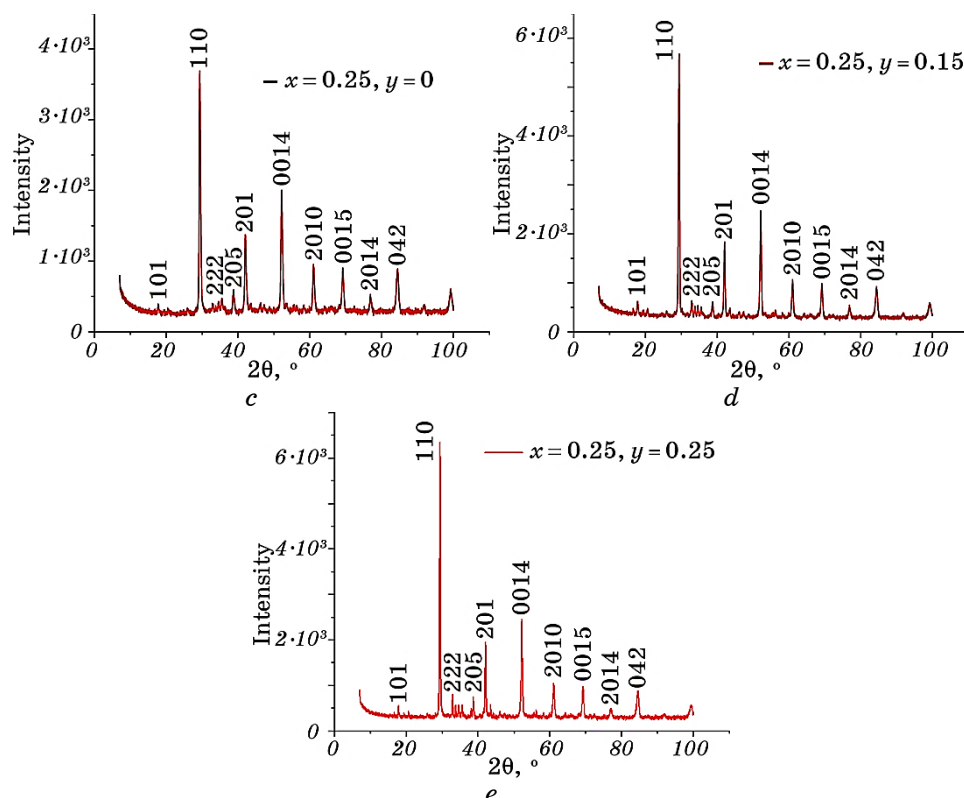 4·10³
3·10³
2·10³
1·10³
0
Intensity
110
— x = 0.25, y = 0
101
222
205
201
0014
2010
0015
2014
042
0 20 40 60 80 100
2θ, °
c
6·10³
4·10³
2·10³
0
Intensity
110
— x = 0.25, y = 0.15
101
222
205
201
0014
2010
0015
2014
042
0 20 40 60 80 100
2θ, °
d
6·10³
4·10³
2·10³
0
Intensity
110
— x = 0.25, y = 0.25
101
222
205
201
0014
2010
0015
2014
042
0 20 40 60 80 100
2θ, °
e